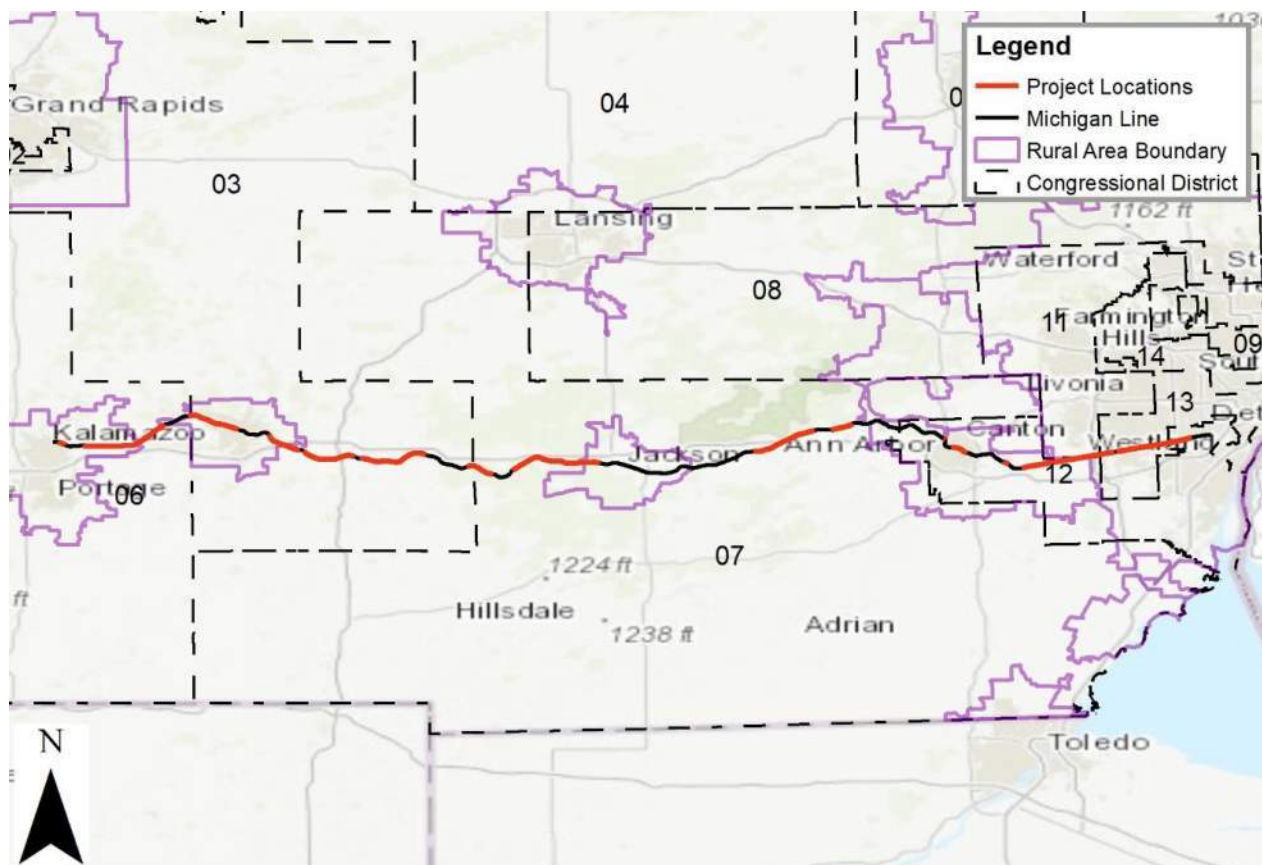 Legend
Project Locations
Michigan Line
Rural Area Boundary
Congressional District
Grand Rapids
04
03
1162 ft
Lansing
Waterford
08
11
Farmington
Hills
14
09
Livonia
13
Kalamazoo
Canton
Westland
Jackson
Ann Arbor
12
Portage
06
07
1224 ft
Hillsdale
1238 ft
Adrian
ft
Toledo
N